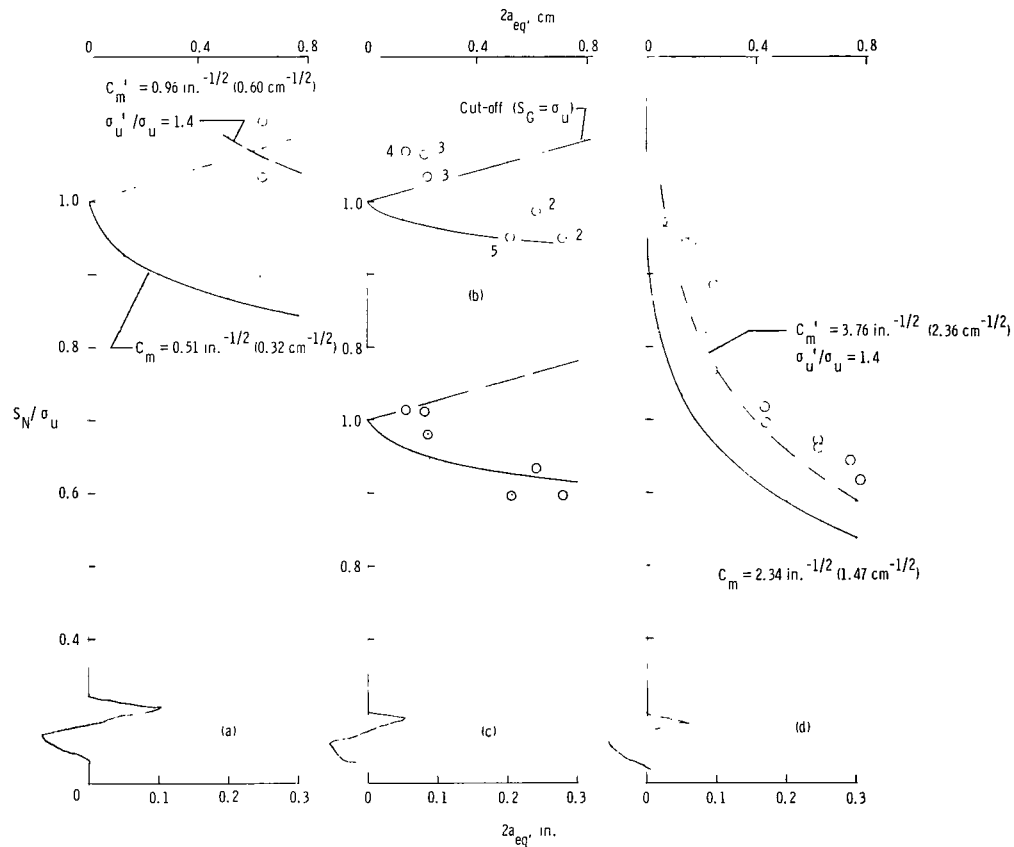 2a_eq, cm
0 0.4 0.8 0 0.4 0.8 0 0.4 0.8
C_m' = 0.96 in.^-1/2 (0.60 cm^-1/2)
σ_u'/σ_u = 1.4
Cut-off (S_G = σ_u)
4 3
3
1.0 1.0
2
5 2
(b)
C_m' = 3.76 in.^-1/2 (2.36 cm^-1/2)
σ_u'/σ_u = 1.4
0.8 C_m = 0.51 in.^-1/2 (0.32 cm^-1/2) 0.8
S_N/σ_u
1.0
0.6
0.8
C_m = 2.34 in.^-1/2 (1.47 cm^-1/2)
0.4
(a) (c) (d)
0
0 0.1 0.2 0.3 0 0.1 0.2 0.3 0 0.1 0.2 0.3
2a_eq, in.